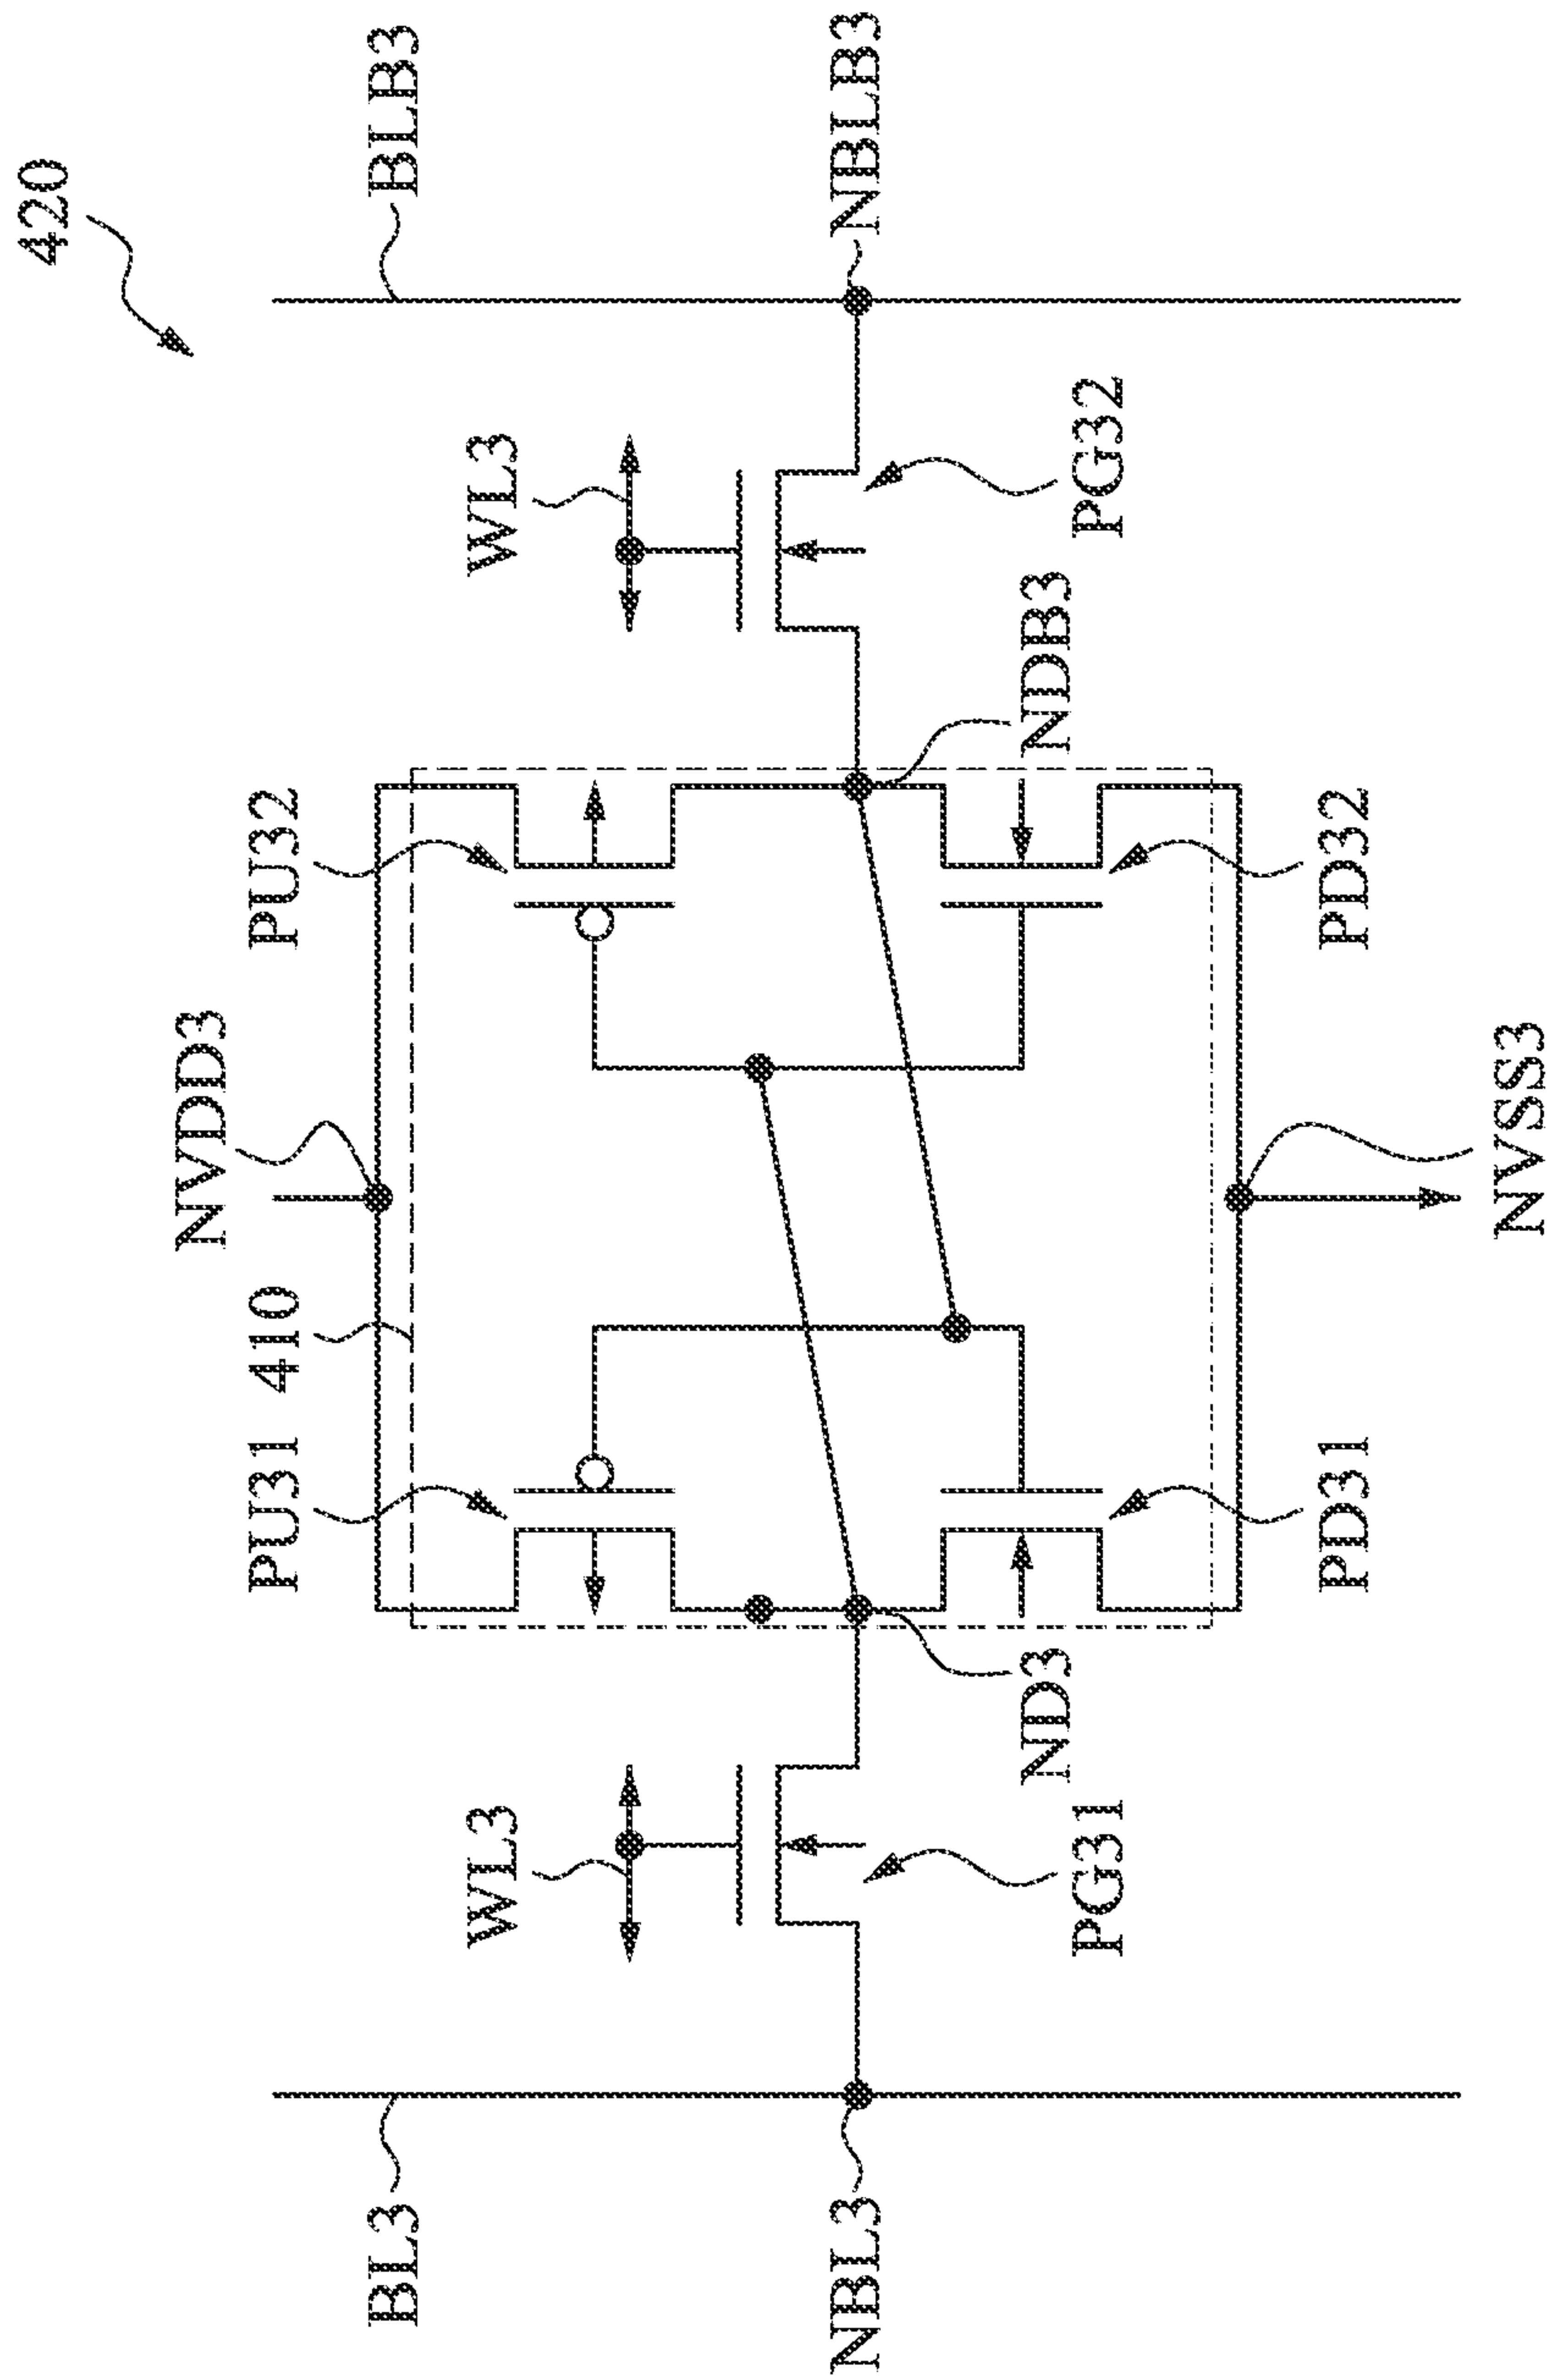 420
BLB3
NBLB3
WL3
PG32
NDB3
PU32
PD32
NVDD3
NVSS3
410
PU31
PD31
ND3
WL3
PG31
BL3
NBL3